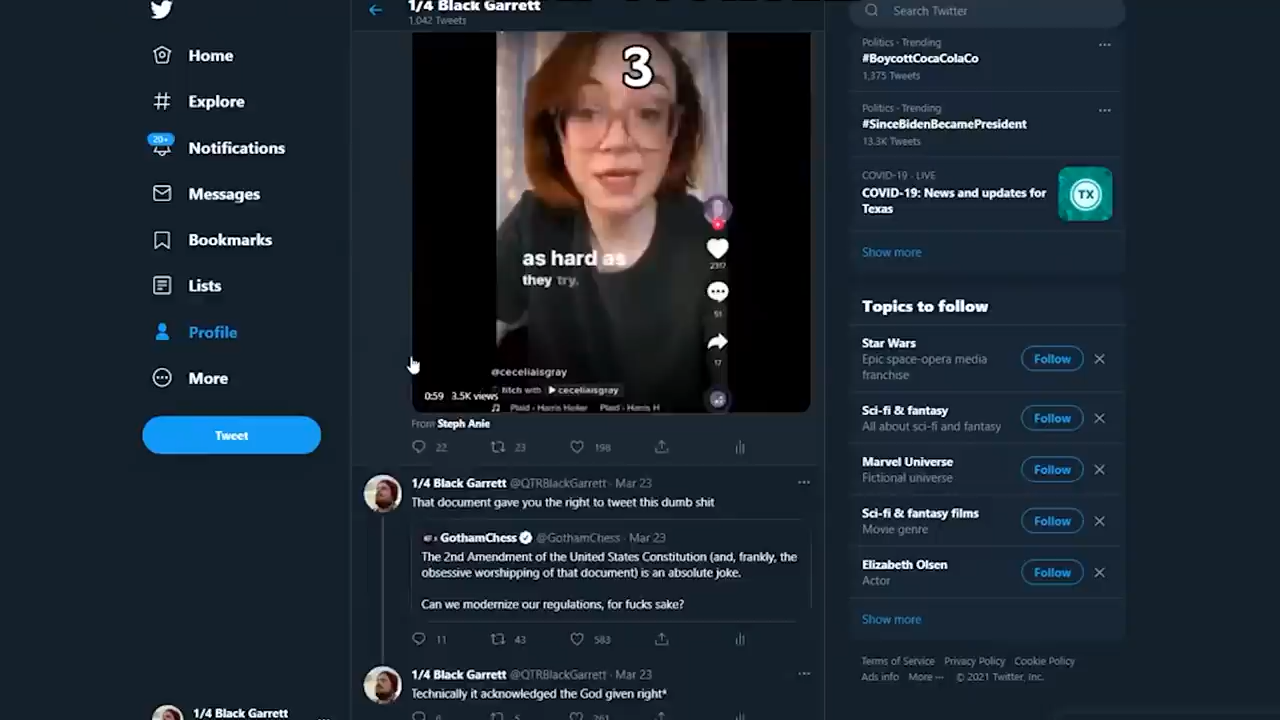 Home
Explore
20+
Notifications
Messages
Bookmarks
Lists
Profile
More
Tweet
1/4 Black Garrett
1/4 Black Garrett
1,042 Tweets
3
as hard as
they try.
2317
91
17
@ceceliaisgray
stitch with ▶ ceceliaisgray
0:59 3.5K views
From Steph Anie
22 23 198
1/4 Black Garrett @QTRBlackGarrett · Mar 23
That document gave you the right to tweet this dumb shit
GothamChess @GothamChess · Mar 23
The 2nd Amendment of the United States Constitution (and, frankly, the
obsessive worshipping of that document) is an absolute joke.
Can we modernize our regulations, for fucks sake?
11 43 583
1/4 Black Garrett @QTRBlackGarrett · Mar 23
Technically it acknowledged the God given right*
6 5 261
Search Twitter
Politics · Trending
#BoycottCocaColaCo
1,375 Tweets
Politics · Trending
#SinceBidenBecamePresident
13.3K Tweets
COVID-19 · LIVE
COVID-19: News and updates for
Texas
TX
Show more
Topics to follow
Star Wars
Epic space-opera media
franchise
Follow
Sci-fi & fantasy
All about sci-fi and fantasy
Follow
Marvel Universe
Fictional universe
Follow
Sci-fi & fantasy films
Movie genre
Follow
Elizabeth Olsen
Actor
Follow
Show more
Terms of Service Privacy Policy Cookie Policy
Ads info More ··· © 2021 Twitter, Inc.